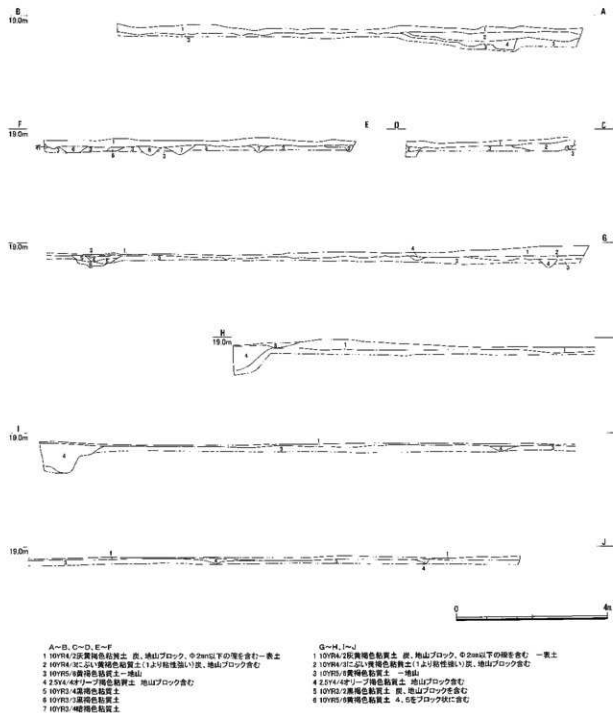 B
A
19.0m
F
E
D
C
19.0m
19.0m
G
H
19.0m
I
19.0m
J
19.0m
0
4m
A～B、C～D、E～F
1 10YR4/2灰黄褐色粘質土 炭、地山ブロック、Φ2mm以下の礫を含む一表土
2 10YR4/3にぶい黄褐色粘質土(1より粘性強い)炭、地山ブロック含む
3 10YR5/6黄褐色粘質土一地山
4 2.5Y4/4オリーブ褐色粘質土 地山ブロック含む
5 10YR3/4黒褐色粘質土
6 10YR3/3黒褐色粘質土
7 10YR3/4暗褐色粘質土
G～H、I～J
1 10YR4/2灰黄褐色粘質土 炭、地山ブロック、Φ2mm以下の礫を含む 一表土
2 10YR4/3にぶい黄褐色粘質土(1より粘性強い)炭、地山ブロック含む
3 10YR5/6黄褐色粘質土 一地山
4 2.5Y4/4オリーブ褐色粘質土 地山ブロック含む
5 10YR3/2黒褐色粘質土 炭、地山ブロックを含む
6 10YR5/6黄褐色粘質土 4、5をブロック状に含む